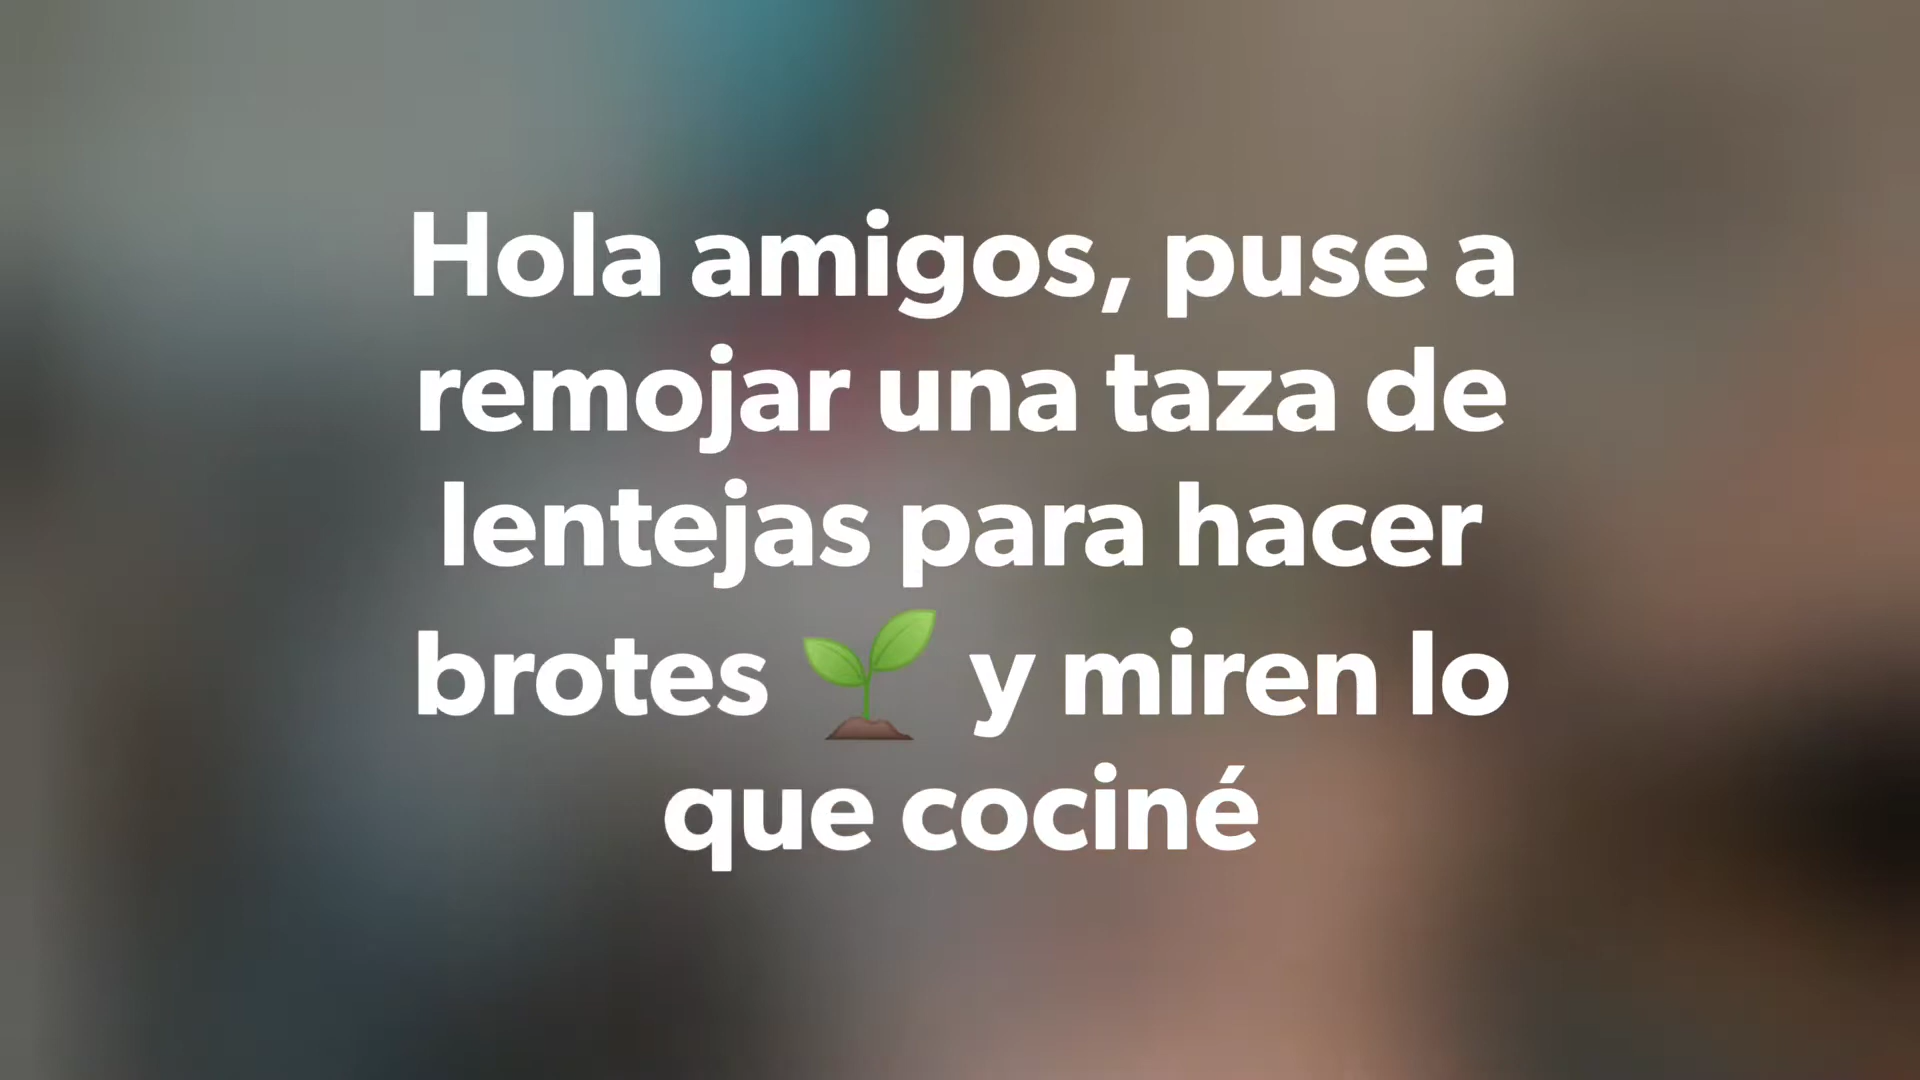 Hola amigos, puse a
remojar una taza de
lentejas para hacer
brotes 🌱 y miren lo
que cociné